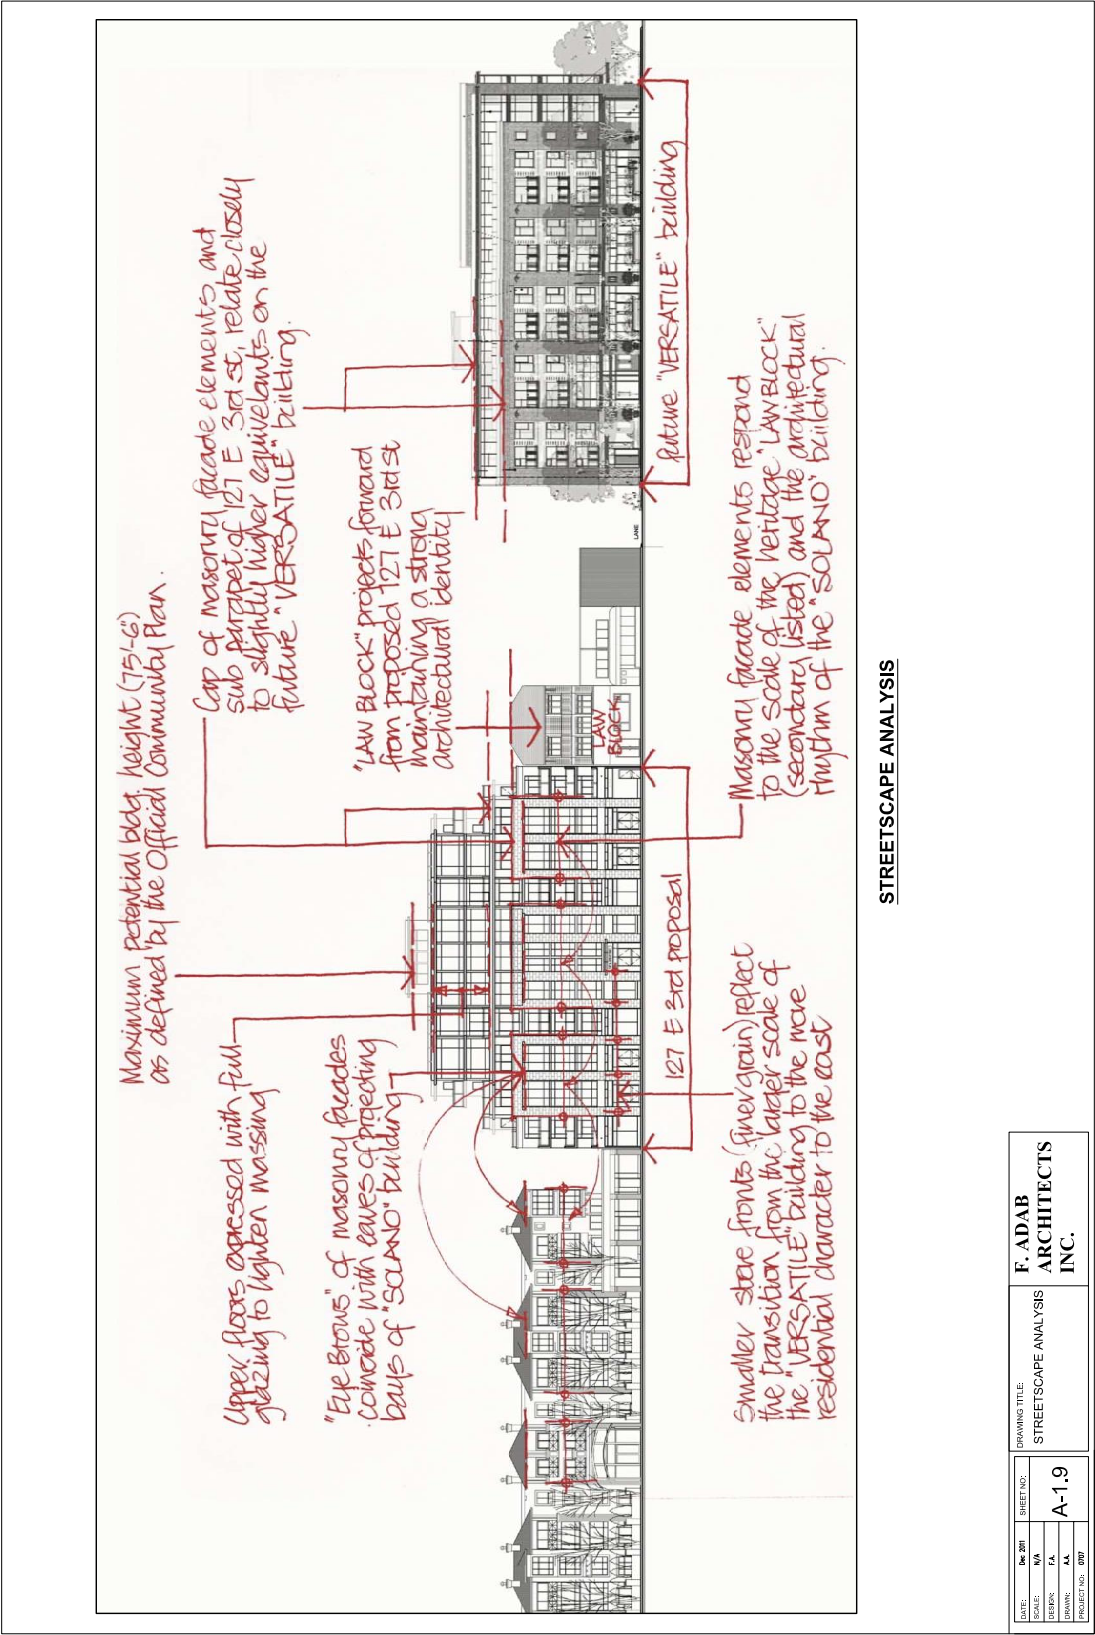 Maximum potential bldg. height (75'-6")
as defined by the Official Community Plan.
Cap of masonry facade elements and
sub parapet of 127 E 3rd st, relate closely
to slightly higher equivelants on the
future "VERSATILE" building.
Upper floors expressed with full
glazing to lighten massing
"Eye Brows" of masonry facades
coincide with eaves of projecting
bays of "SOLANO" building
"LAW BLOCK" projects forward
from proposed 127 E 3rd st
maintaining a strong
architectural identity
LAW
BLOCK
LANE
127 E 3rd proposal
future "VERSATILE" building
Smaller store fronts (finer grain) reflect
the transition from the larger scale of
the "VERSATILE" building to the more
residential character to the east
Masonry facade elements respond
to the scale of the heritage "LAW BLOCK"
(secondary listed) and the architectural
rhythm of the "SOLANO" building.
STREETSCAPE ANALYSIS
DATE: Dec 2011
SCALE: N/A
DESIGN: F.A.
DRAWN: A.A.
PROJECT NO: 0707
SHEET NO:
A-1.9
DRAWING TITLE:
STREETSCAPE ANALYSIS
F. ADAB
ARCHITECTS
INC.